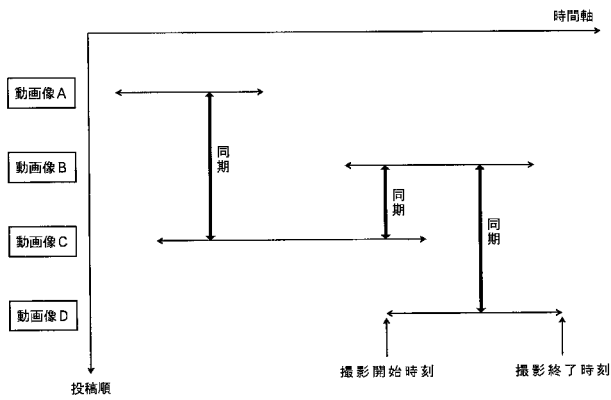 時間軸
動画像A
同期
動画像B
同期
動画像C
同期
動画像D
撮影開始時刻
撮影終了時刻
投稿順